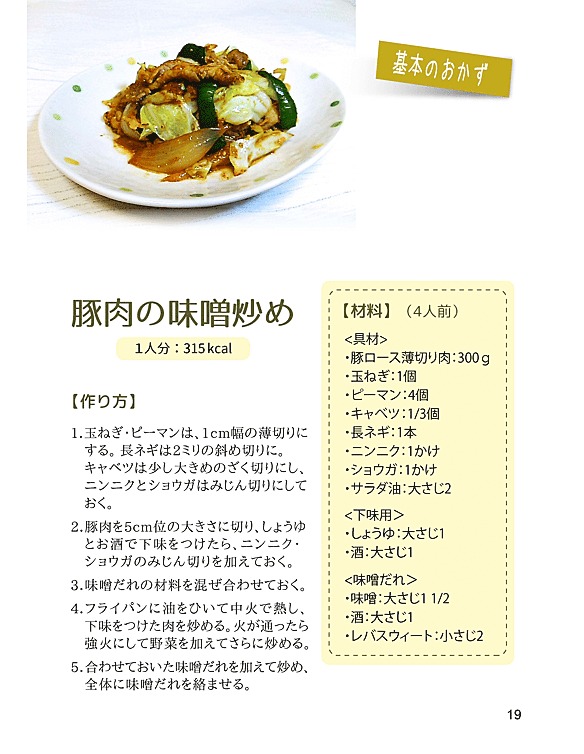 基本のおかず
豚肉の味噌炒め
1人分：315kcal
【作り方】
1.玉ねぎ・ピーマンは、1cm幅の薄切りに
する。長ネギは2ミリの斜め切りに。
キャベツは少し大きめのざく切りにし、
ニンニクとショウガはみじん切りにして
おく。
2.豚肉を5cm位の大きさに切り、しょうゆ
とお酒で下味をつけたら、ニンニク・
ショウガのみじん切りを加えておく。
3.味噌だれの材料を混ぜ合わせておく。
4.フライパンに油をひいて中火で熱し、
下味をつけた肉を炒める。火が通ったら
強火にして野菜を加えてさらに炒める。
5.合わせておいた味噌だれを加えて炒め、
全体に味噌だれを絡ませる。
【材料】（4人前）
<具材>
・豚ロース薄切り肉：300g
・玉ねぎ：1個
・ピーマン：4個
・キャベツ：1/3個
・長ネギ：1本
・ニンニク：1かけ
・ショウガ：1かけ
・サラダ油：大さじ2
<下味用>
・しょうゆ：大さじ1
・酒：大さじ1
<味噌だれ>
・味噌：大さじ1 1/2
・酒：大さじ1
・レバスウィート：小さじ2
19